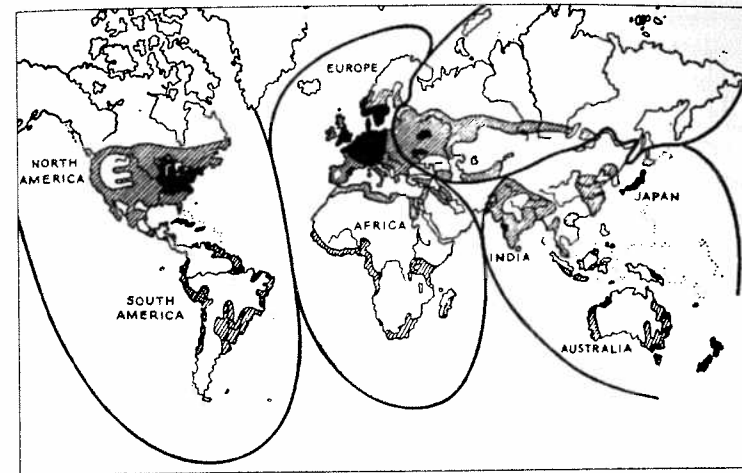 EUROPE
NORTH
AMERICA
AFRICA
JAPAN
INDIA
SOUTH
AMERICA
AUSTRALIA